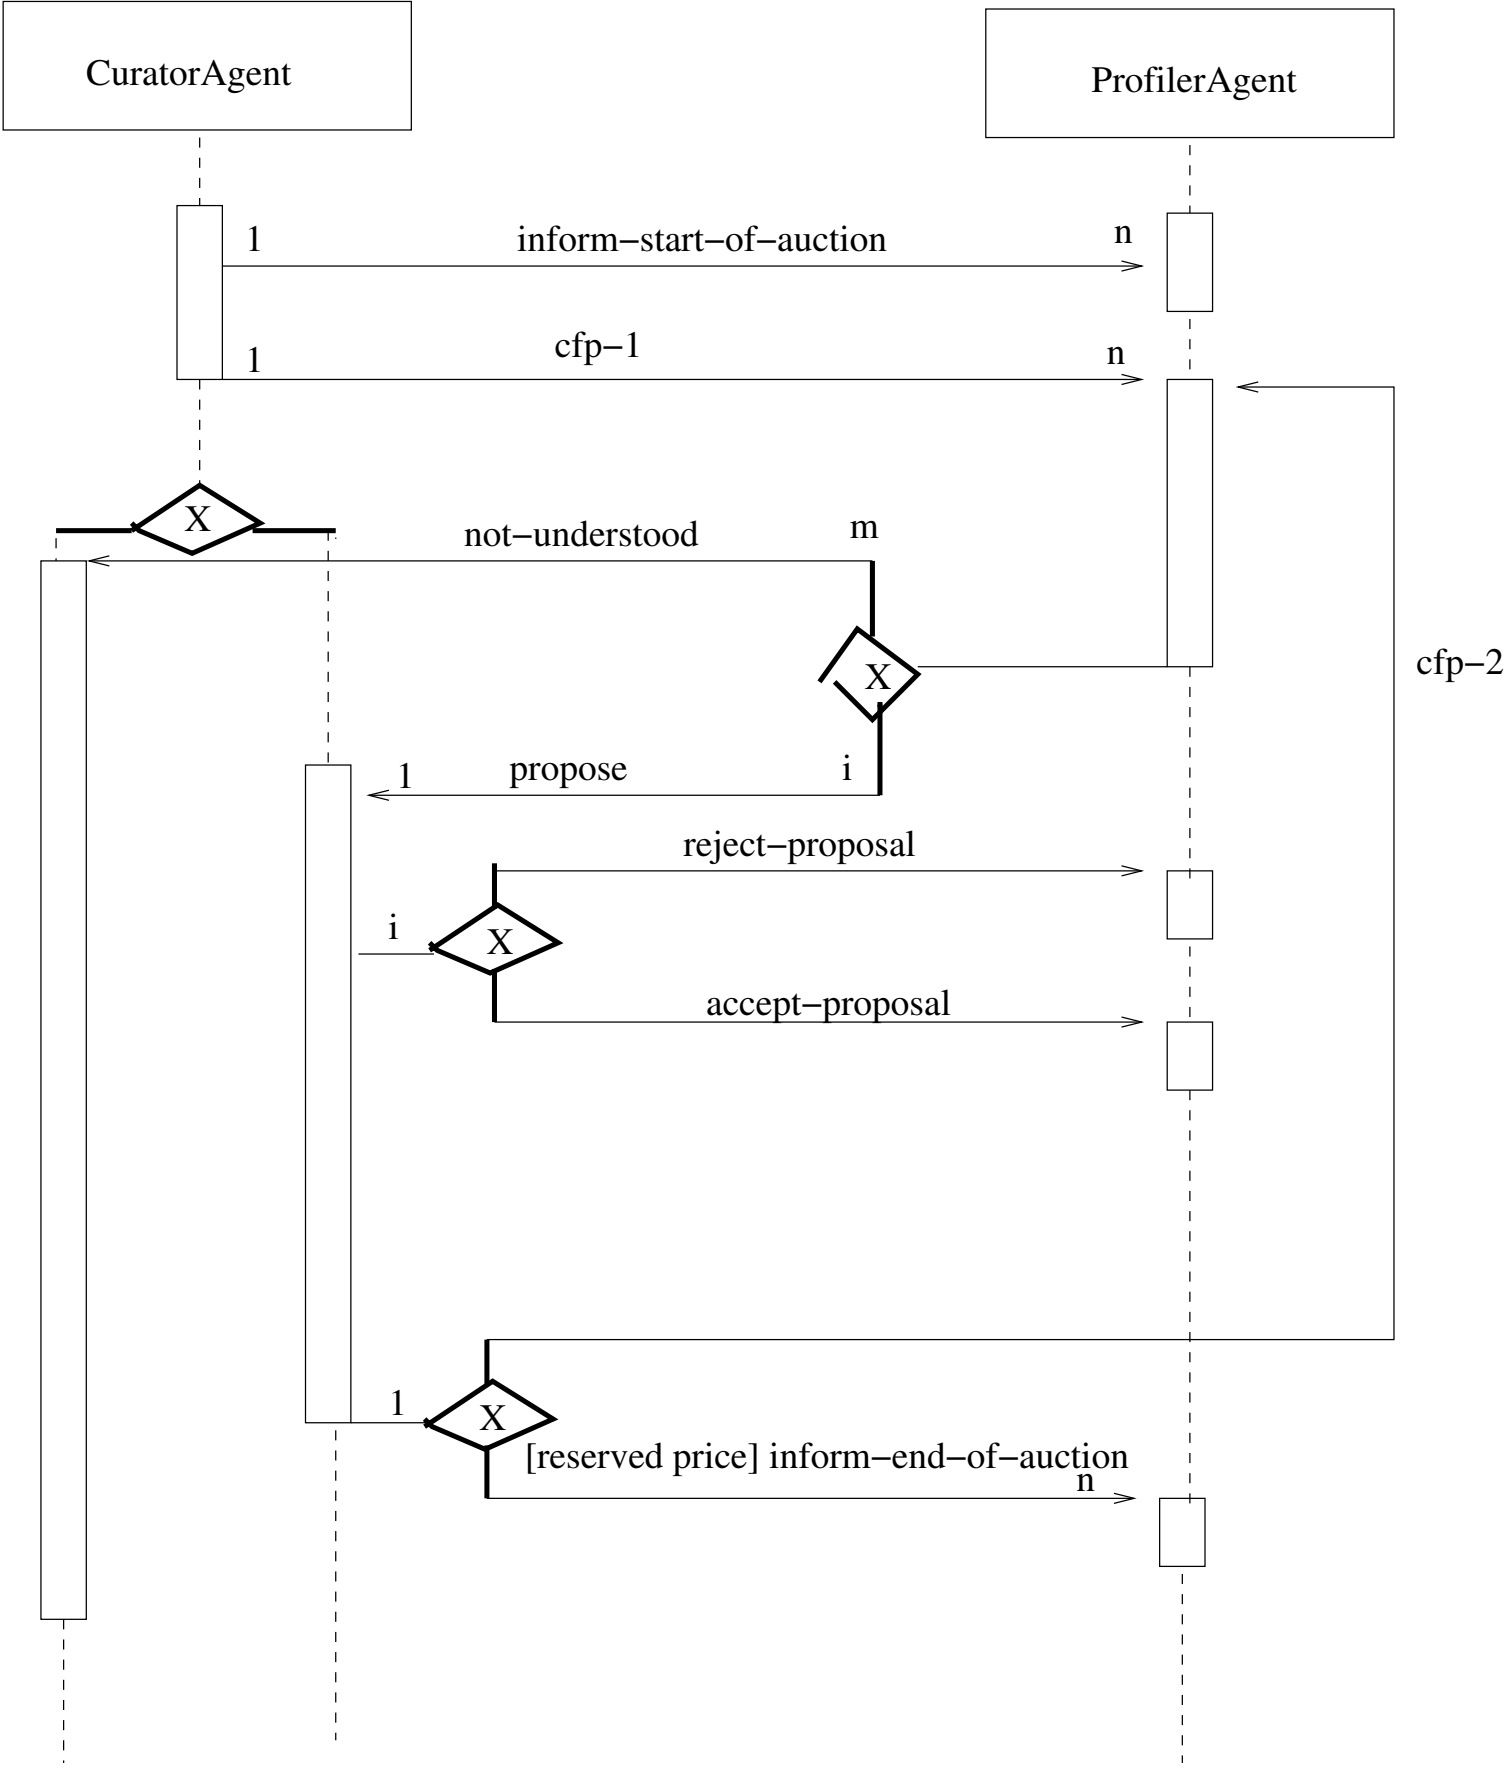 CuratorAgent
ProfilerAgent
1
inform−start−of−auction
n
1
cfp−1
n
X
not−understood
m
X
cfp−2
1
propose
i
reject−proposal
i
X
accept−proposal
1
X
[reserved price] inform−end−of−auction
n